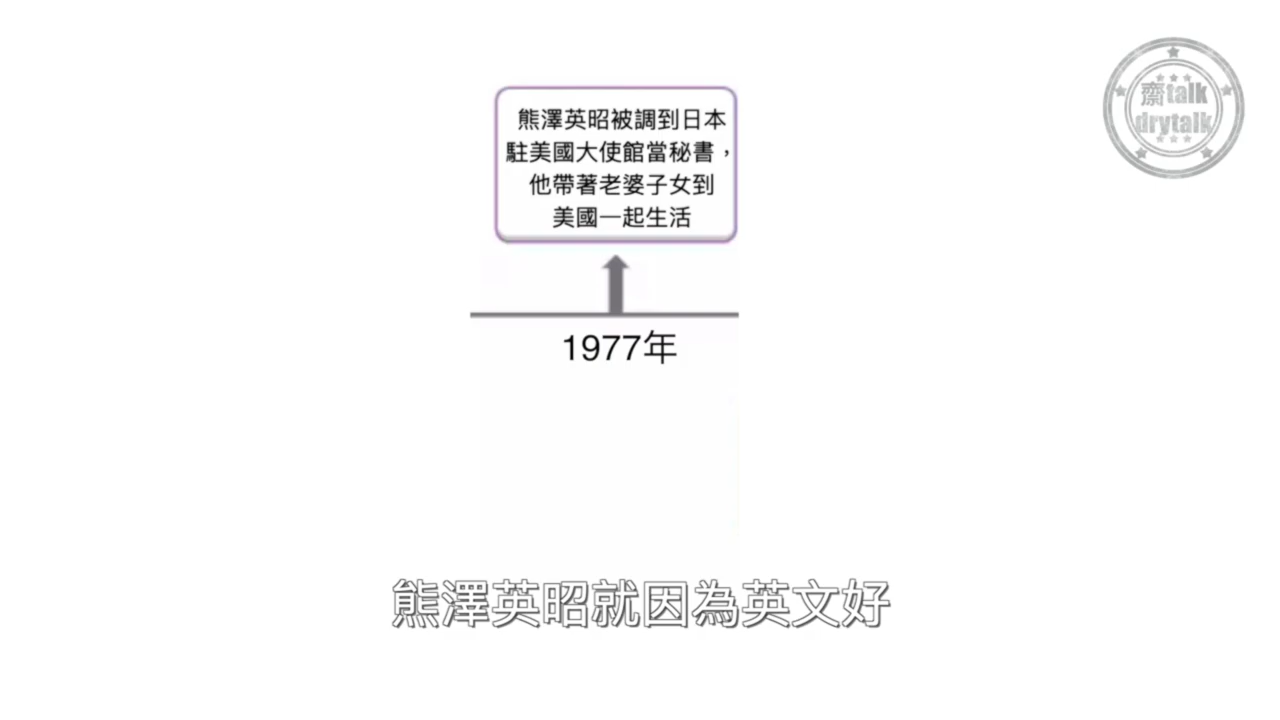 熊澤英昭被調到日本
駐美國大使館當秘書，
他帶著老婆子女到
美國一起生活
齋talk
drytalk
1977年
熊澤英昭就因為英文好